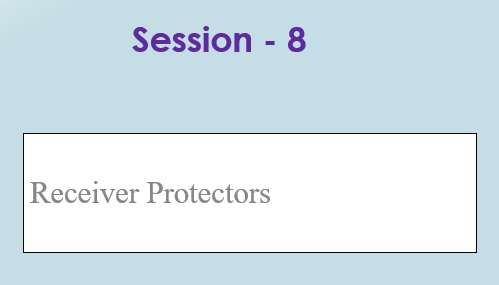 Session - 8
Receiver Protectors